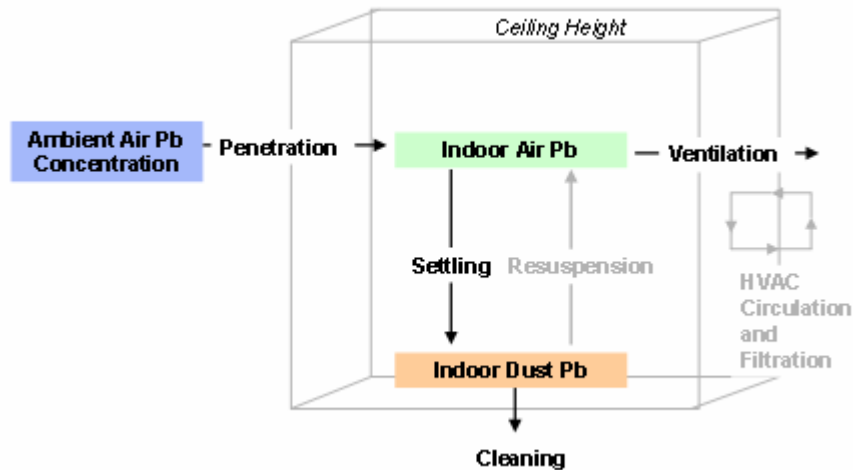 Ceiling Height
Ambient Air Pb
Concentration
Penetration
Indoor Air Pb
Ventilation
Settling
Resuspension
HVAC
Circulation
and
Filtration
Indoor Dust Pb
Cleaning